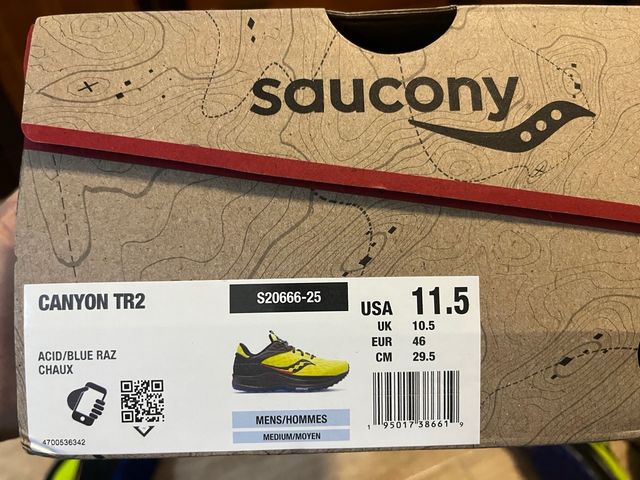 saucony
CANYON TR2
S20666-25
USA 11.5
UK 10.5
EUR 46
CM 29.5
ACID/BLUE RAZ
CHAUX
MENS/HOMMES
MEDIUM/MOYEN
4700536342
1 95017 38661 9